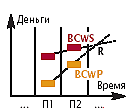 Деньги
BCWS
R
BCWP
Время
... П1 П2 ...